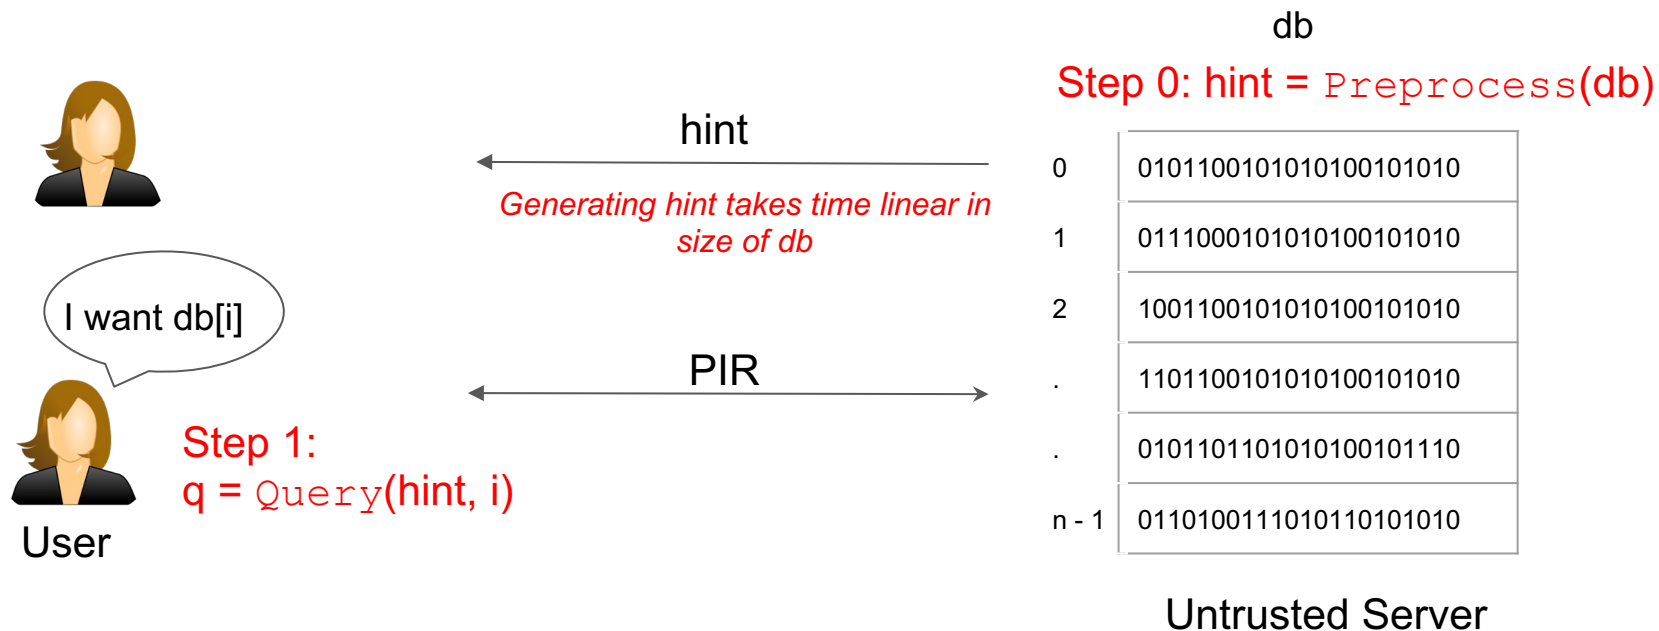 db
Step 0: hint = Preprocess(db)
hint
Generating hint takes time linear in
size of db
0 0101100101010100101010
1 0111000101010100101010
2 1001100101010100101010
. 1101100101010100101010
. 0101101101010100101110
n - 1 0110100111010110101010
I want db[i]
PIR
Step 1:
q = Query(hint, i)
User
Untrusted Server